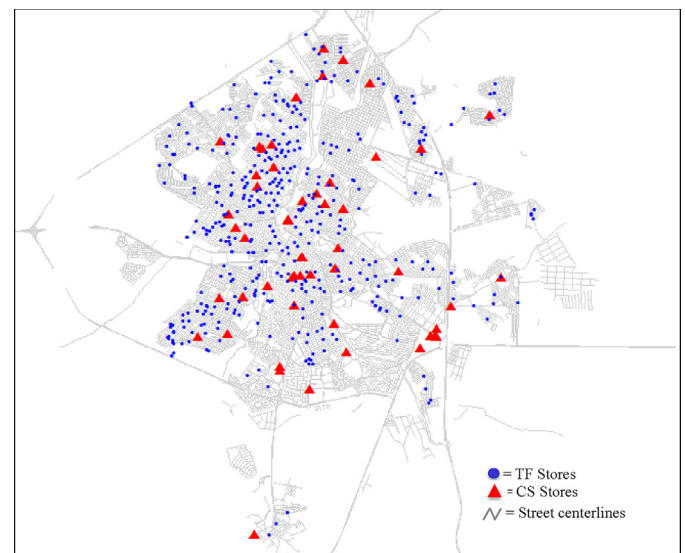 = TF Stores
= CS Stores
= Street centerlines